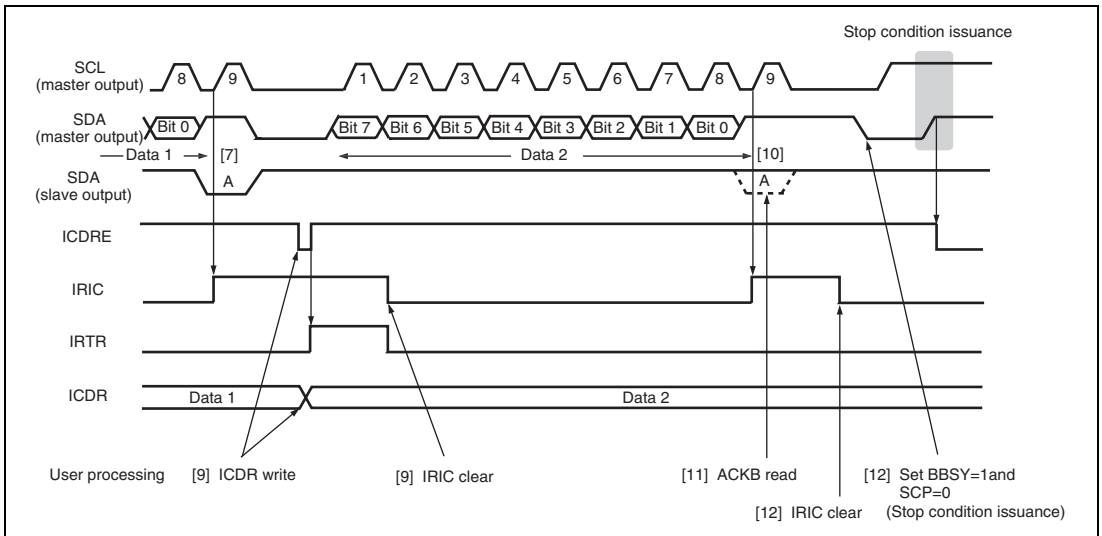 Stop condition issuance
SCL
(master output)
8 9 1 2 3 4 5 6 7 8 9
SDA
(master output)
Bit 0 Bit 7 Bit 6 Bit 5 Bit 4 Bit 3 Bit 2 Bit 1 Bit 0
Data 1 [7] Data 2 [10]
SDA
(slave output)
A A
ICDRE
IRIC
IRTR
ICDR
Data 1 Data 2
User processing [9] ICDR write [9] IRIC clear [11] ACKB read [12] Set BBSY=1and
SCP=0
[12] IRIC clear (Stop condition issuance)